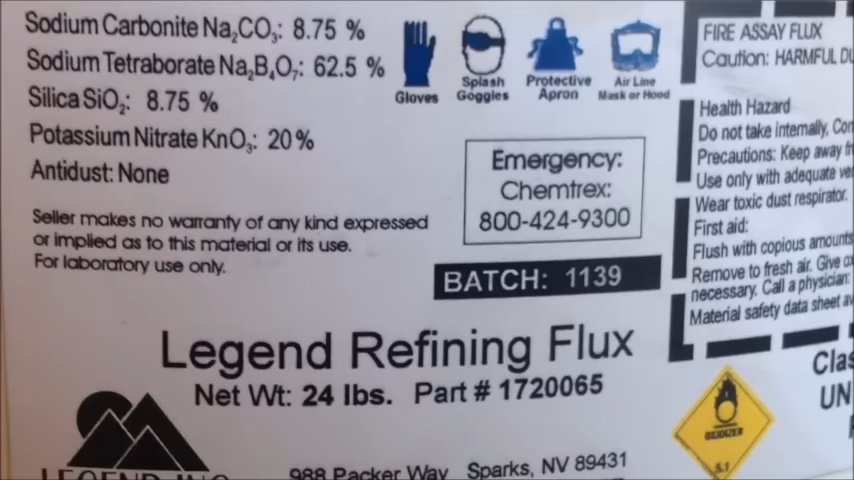 Sodium Carbonite Na₂CO₃: 8.75 %
Sodium Tetraborate Na₂B₄O₇: 62.5 %
Silica SiO₂: 8.75 %
Potassium Nitrate KnO₃: 20%
Antidust: None
Seller makes no warranty of any kind expressed
or implied as to this material or its use.
For laboratory use only.
Gloves
Splash
Goggles
Protective
Apron
Air Line
Mask or Hood
Emergency:
Chemtrex:
800-424-9300
BATCH: 1139
FIRE ASSAY FLUX
Caution: HARMFUL
Health Hazard
Do not take internally,
Precautions: Keep away
Use only with adequate
Wear toxic dust respirator.
First aid:
Flush with copious amounts
Remove to fresh air. Give
necessary. Call a physician:
Material safety data sheet
Legend Refining Flux
Net Wt: 24 lbs. Part # 1720065
LEGEND INC
988 Packer Way Sparks, NV 89431
OXIDIZER
5.1
UN